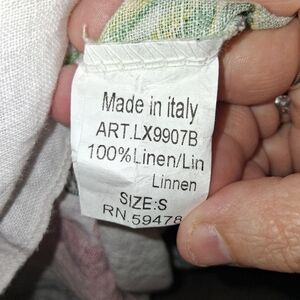 Made in italy
ART.LX9907B
100%Linen/Lin
Linnen
SIZE:S
RN.59478